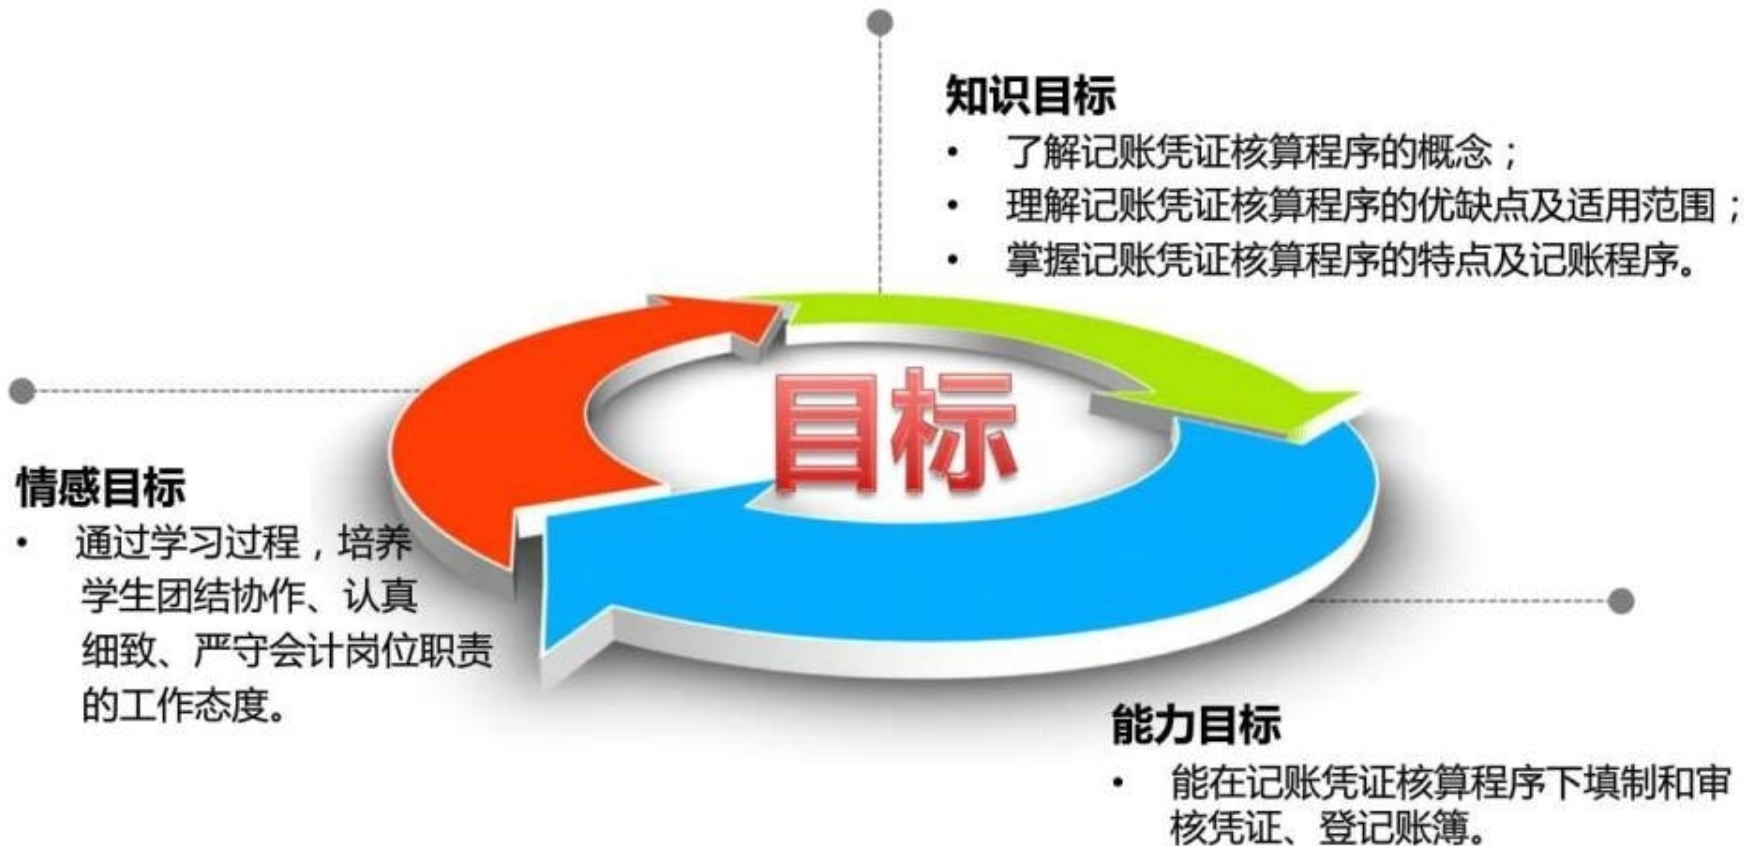 知识目标
• 了解记账凭证核算程序的概念；
• 理解记账凭证核算程序的优缺点及适用范围；
• 掌握记账凭证核算程序的特点及记账程序。
目标
情感目标
• 通过学习过程，培养
学生团结协作、认真
细致、严守会计岗位职责
的工作态度。
能力目标
• 能在记账凭证核算程序下填制和审
核凭证、登记账簿。